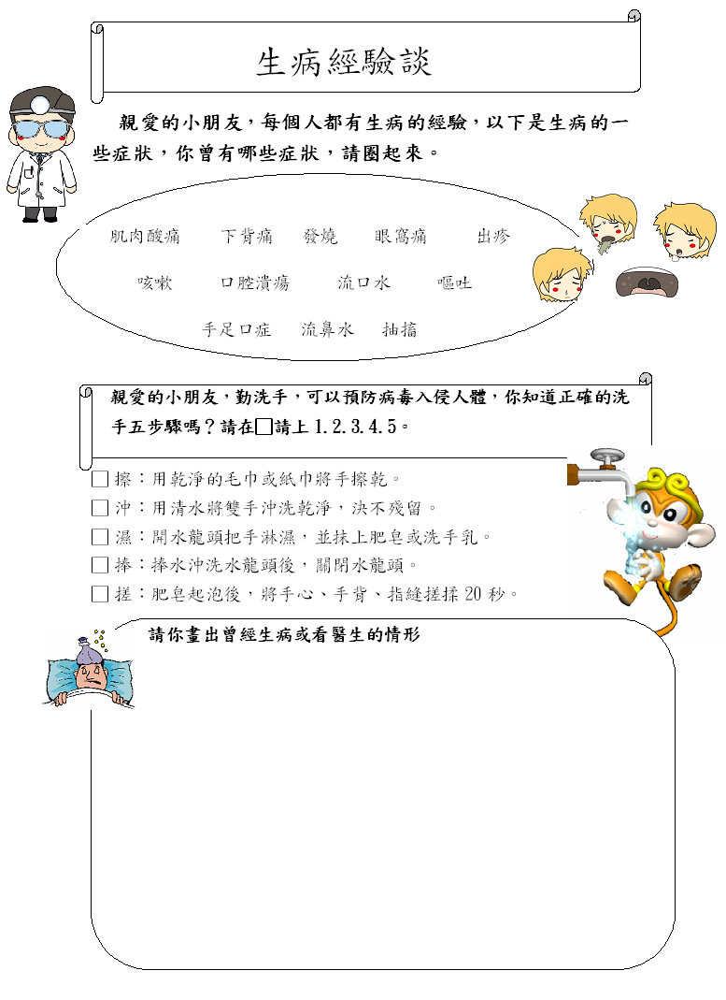 生病經驗談
親愛的小朋友，每個人都有生病的經驗，以下是生病的一
些症狀，你曾有哪些症狀，請圈起來。
肌肉酸痛 下背痛 發燒 眼窩痛 出疹
咳嗽 口腔潰瘍 流口水 嘔吐
手足口症 流鼻水 抽搐
親愛的小朋友，勤洗手，可以預防病毒入侵人體，你知道正確的洗
手五步驟嗎？請在□請上 1.2.3.4.5。
□ 擦：用乾淨的毛巾或紙巾將手擦乾。
□ 沖：用清水將雙手沖洗乾淨，決不殘留。
□ 濕：開水龍頭把手淋濕，並抹上肥皂或洗手乳。
□ 捧：捧水沖洗水龍頭後，關閉水龍頭。
□ 搓：肥皂起泡後，將手心、手背、指縫搓揉 20 秒。
請你畫出曾經生病或看醫生的情形